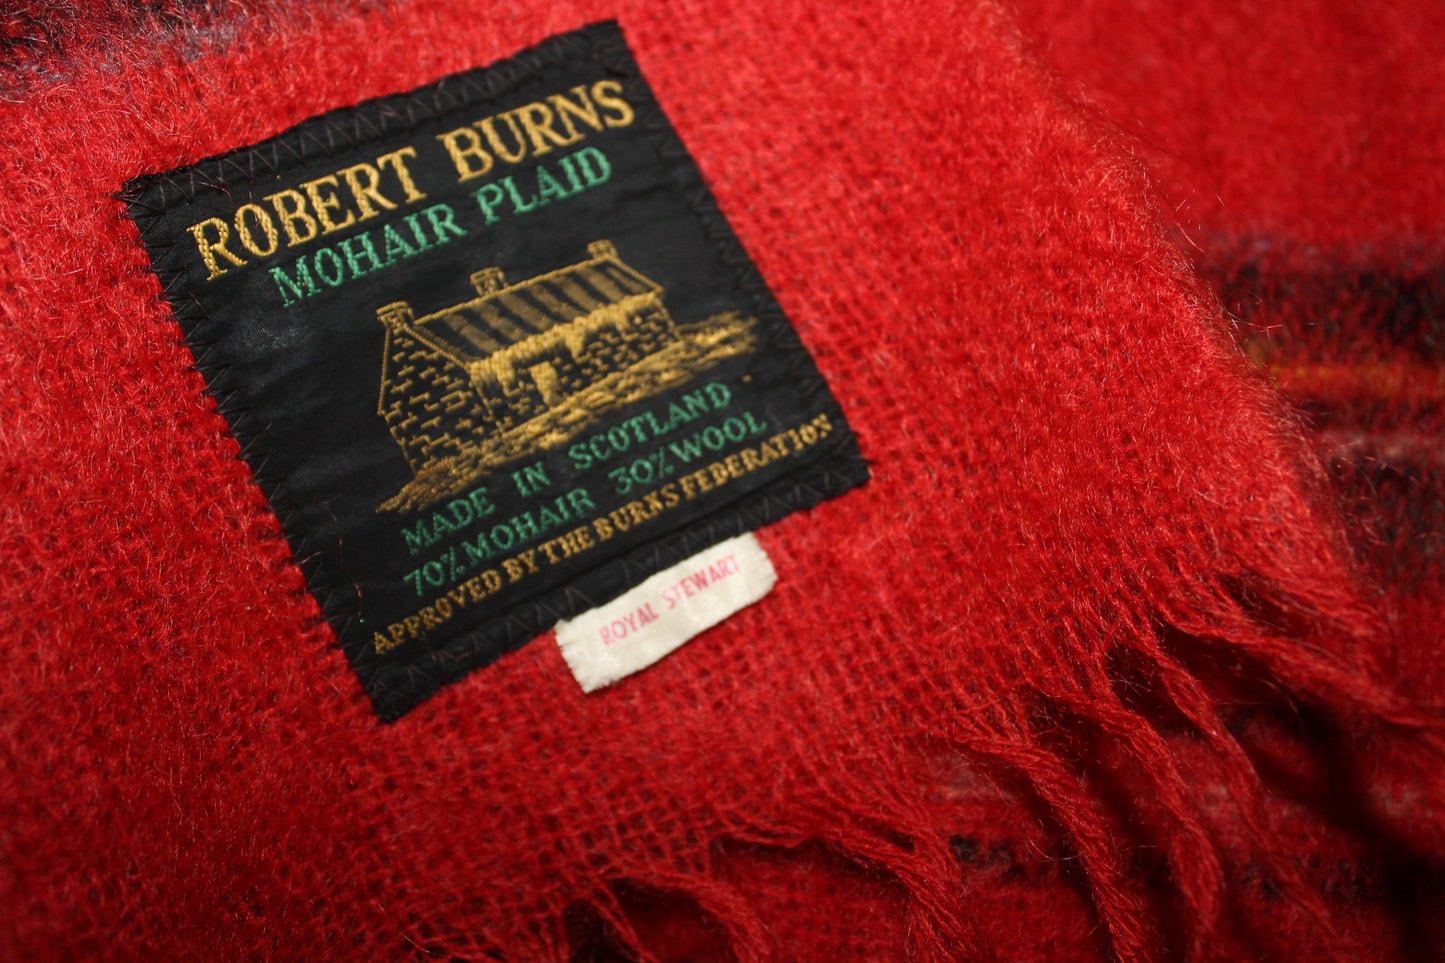 ROBERT BURNS
MOHAIR PLAID
MADE IN SCOTLAND
70% MOHAIR 30% WOOL
APPROVED BY THE BURNS FEDERATION
ROYAL STEWART